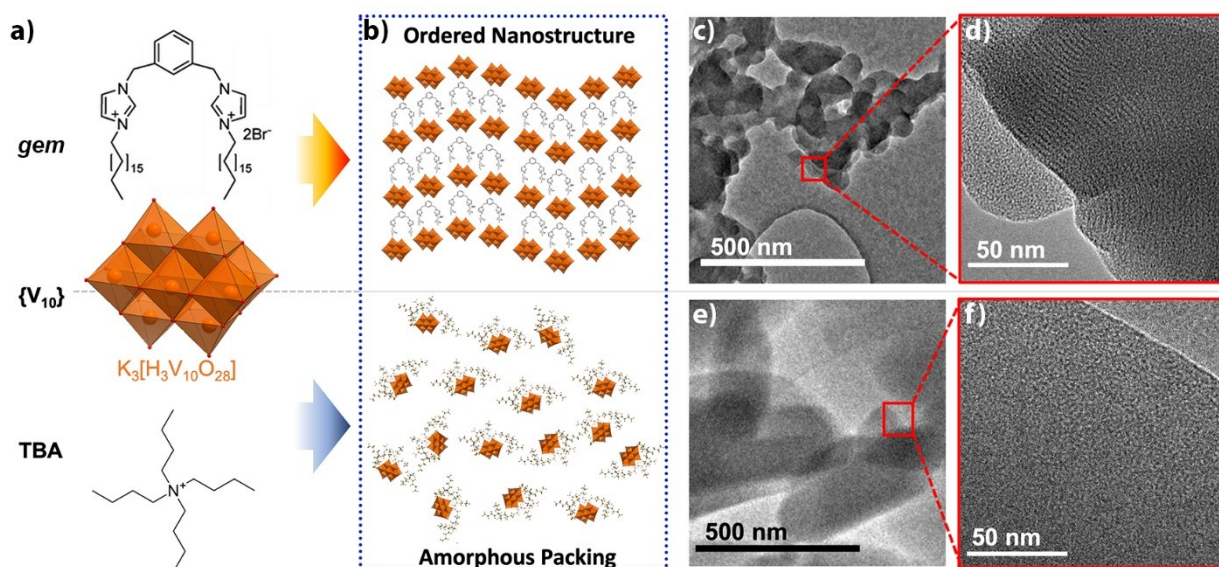 a)
gem
N
N
N
N
+
+
2Br-
[ ]15
[ ]15
{V10}
K3[H3V10O28]
TBA
N+
b)
Ordered Nanostructure
Amorphous Packing
c)
500 nm
d)
50 nm
e)
500 nm
f)
50 nm